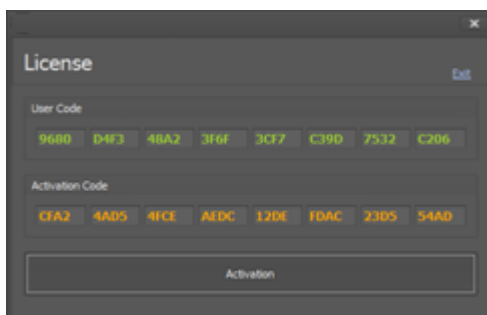 License
Exit
User Code
9680 D4F3 48A2 3F6F 3CF7 C39D 7532 C206
Activation Code
CFA2 4AD5 4FCE AEDC 12DE FDAC 23D5 54AD
Activation